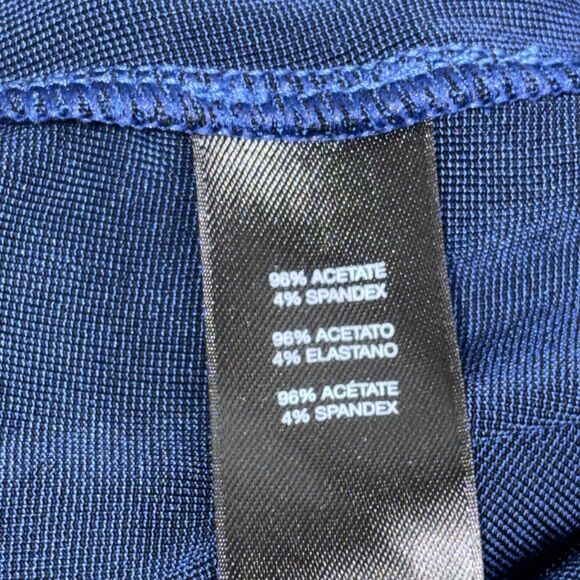 96% ACETATE
4% SPANDEX
96% ACETATO
4% ELASTANO
96% ACÉTATE
4% SPANDEX